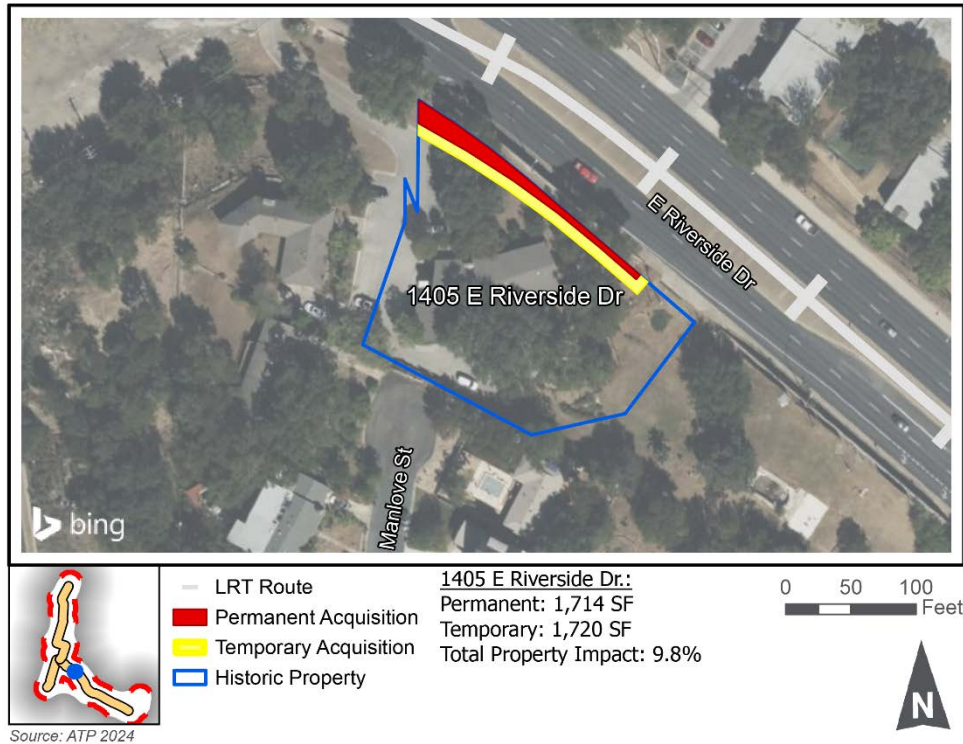 E Riverside Dr
1405 E Riverside Dr
Manlove St
bing
LRT Route
Permanent Acquisition
Temporary Acquisition
Historic Property
1405 E Riverside Dr.:
Permanent: 1,714 SF
Temporary: 1,720 SF
Total Property Impact: 9.8%
0 50 100
Feet
N
Source: ATP 2024